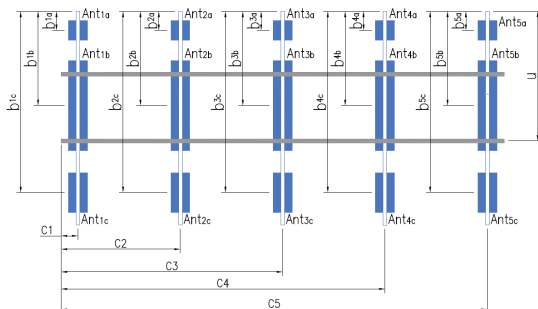 b1a Ant1a b2a Ant2a b3a Ant3a b4a Ant4a b5a Ant5a
b1b Ant1b b2b Ant2b b3b Ant3b b4b Ant4b b5b Ant5b
b1c b2c b3c b4c b5c u
Ant1c Ant2c Ant3c Ant4c Ant5c
C1
C2
C3
C4
C5